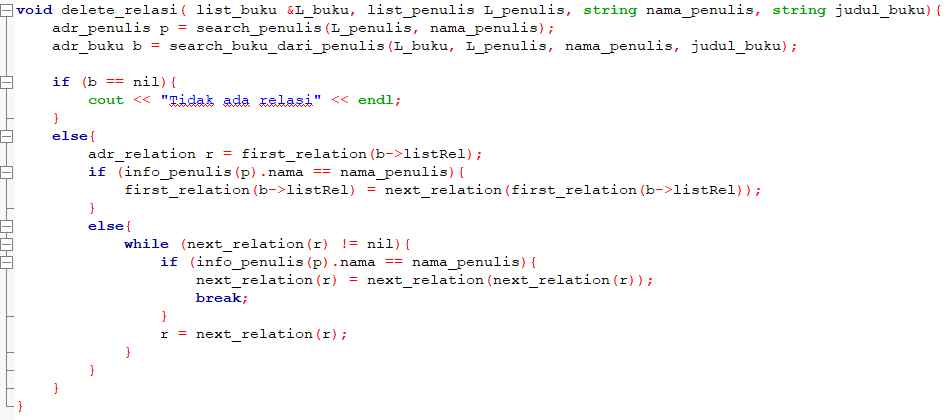 void delete_relasi( list_buku &L_buku, list_penulis L_penulis, string nama_penulis, string judul_buku){
    adr_penulis p = search_penulis(L_penulis, nama_penulis);
    adr_buku b = search_buku_dari_penulis(L_buku, L_penulis, nama_penulis, judul_buku);
    if (b == nil){
        cout << "Tidak ada relasi" << endl;
    }
    else{
        adr_relation r = first_relation(b->listRel);
        if (info_penulis(p).nama == nama_penulis){
            first_relation(b->listRel) = next_relation(first_relation(b->listRel));
        }
        else{
            while (next_relation(r) != nil){
                if (info_penulis(p).nama == nama_penulis){
                    next_relation(r) = next_relation(next_relation(r));
                    break;
                }
                r = next_relation(r);
            }
        }
    }
}